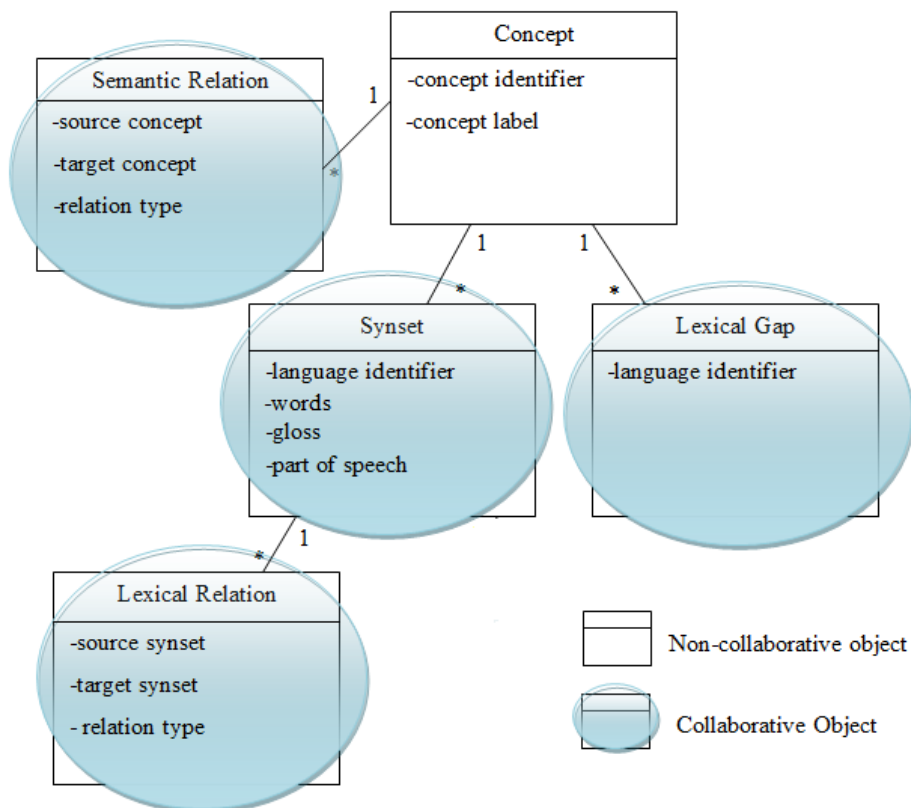 Concept
-concept identifier
-concept label
Semantic Relation
-source concept
-target concept
-relation type
1
*
1
1
*
*
Synset
-language identifier
-words
-gloss
-part of speech
Lexical Gap
-language identifier
1
*
Lexical Relation
-source synset
-target synset
- relation type
Non-collaborative object
Collaborative Object